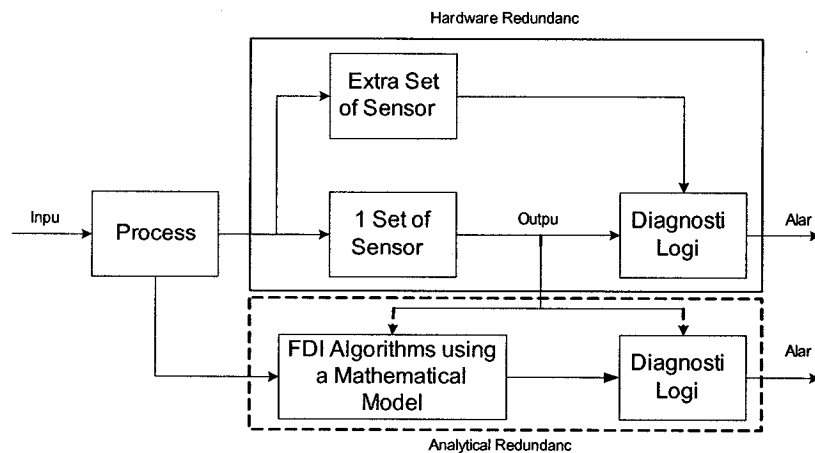 Hardware Redundanc
Extra Set
of Sensor
Inpu
Process
1 Set of
Sensor
Outpu
Diagnosti
Logi
Alar
FDI Algorithms using
a Mathematical
Model
Diagnosti
Logi
Alar
Analytical Redundanc